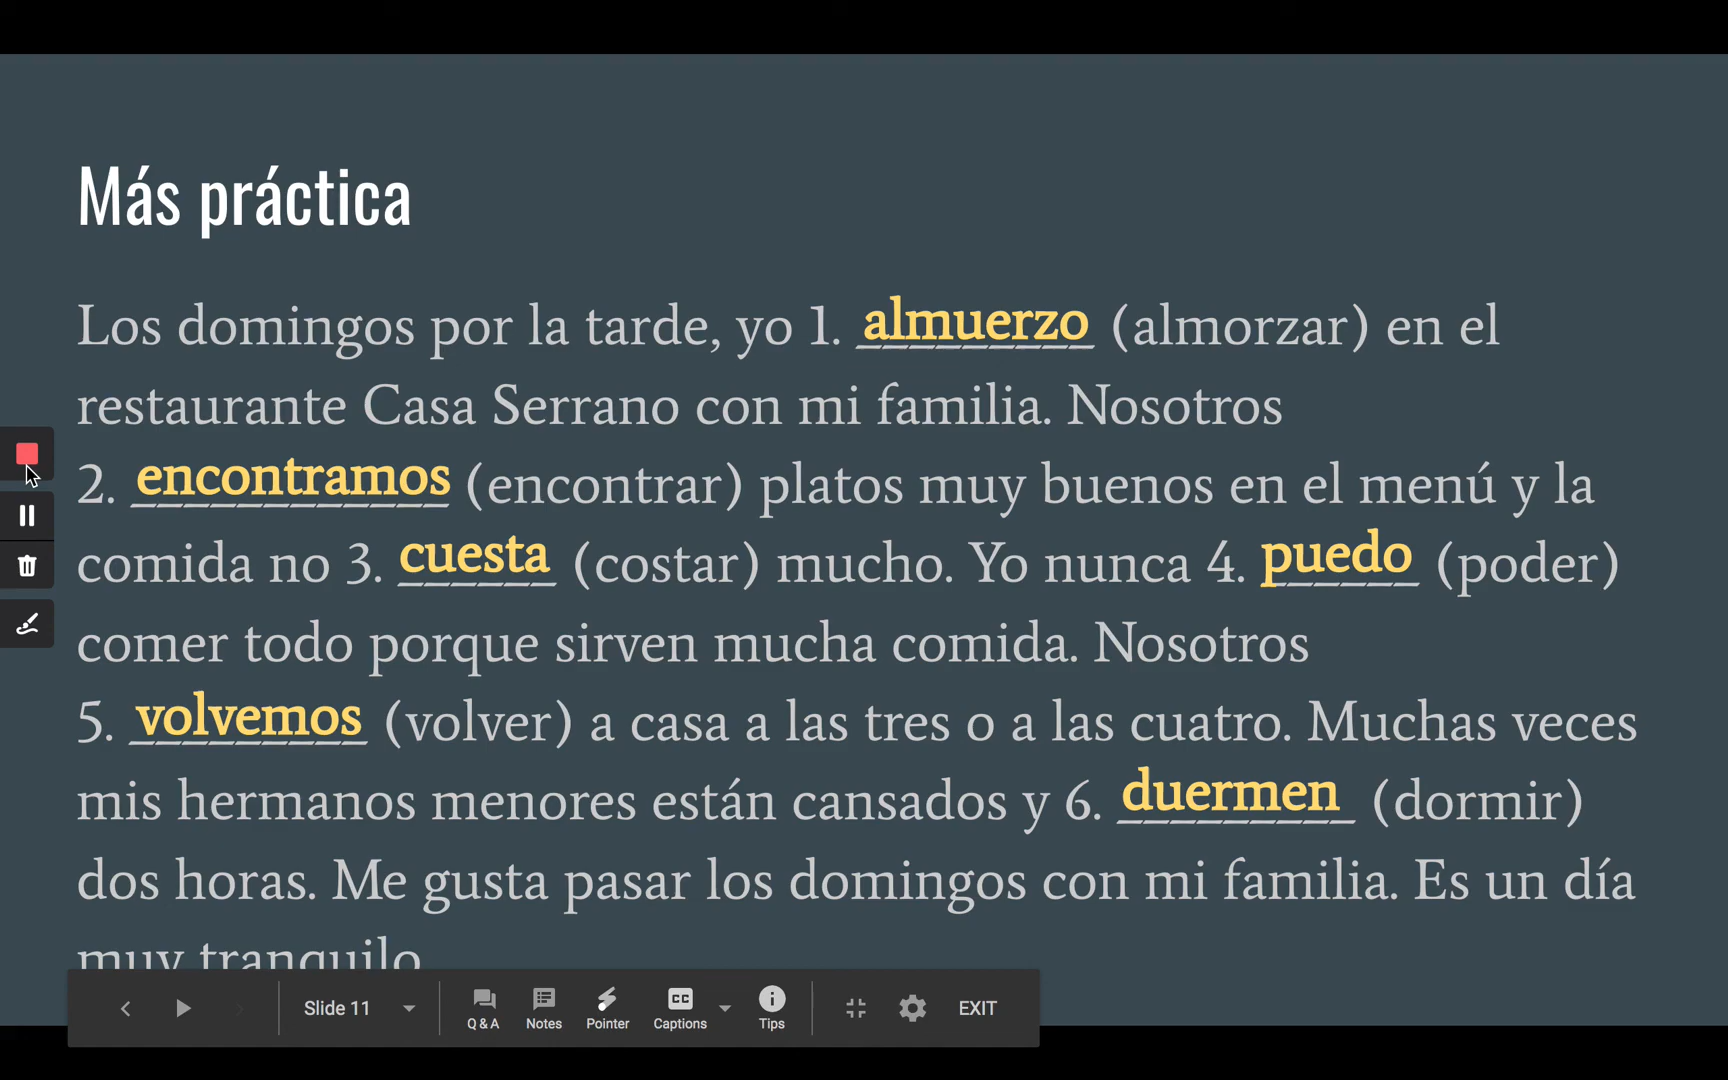 Más práctica
Los domingos por la tarde, yo 1. almuerzo (almorzar) en el
restaurante Casa Serrano con mi familia. Nosotros
2. encontramos (encontrar) platos muy buenos en el menú y la
comida no 3. cuesta (costar) mucho. Yo nunca 4. puedo (poder)
comer todo porque sirven mucha comida. Nosotros
5. volvemos (volver) a casa a las tres o a las cuatro. Muchas veces
mis hermanos menores están cansados y 6. duermen (dormir)
dos horas. Me gusta pasar los domingos con mi familia. Es un día
muy tranquilo
Slide 11
Q & A
Notes
Pointer
CC
Captions
Tips
EXIT